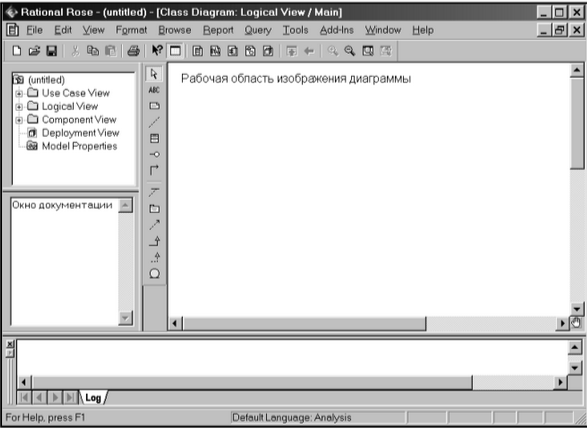 Rational Rose - (untitled) - [Class Diagram: Logical View / Main]
File Edit View Format Browse Report Query Tools Add-Ins Window Help
(untitled)
Use Case View
Logical View
Component View
Deployment View
Model Properties
ABC
Рабочая область изображения диаграммы
Окно документации
Log
For Help, press F1
Default Language: Analysis